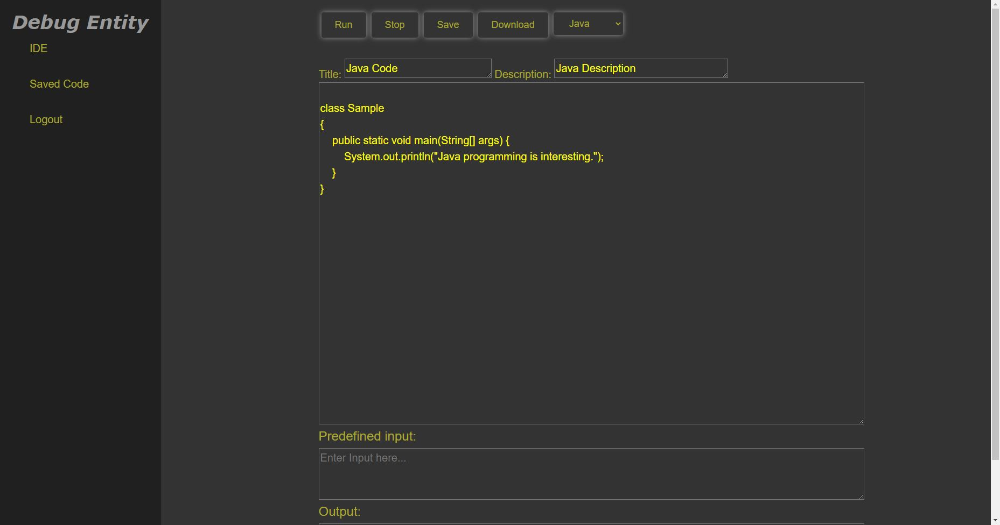 Debug Entity
IDE
Saved Code
Logout
Run Stop Save Download Java
Title: Java Code Description: Java Description
class Sample
{
    public static void main(String[] args) {
        System.out.println("Java programming is interesting.");
    }
}
Predefined input:
Enter Input here...
Output: